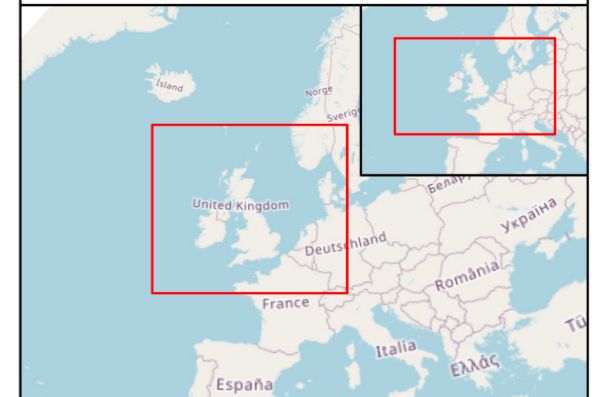 Ísland
Norge
Sverige
Беларусь
United Kingdom
Україна
Deutschland
România
France
Italia
Ελλάς
España